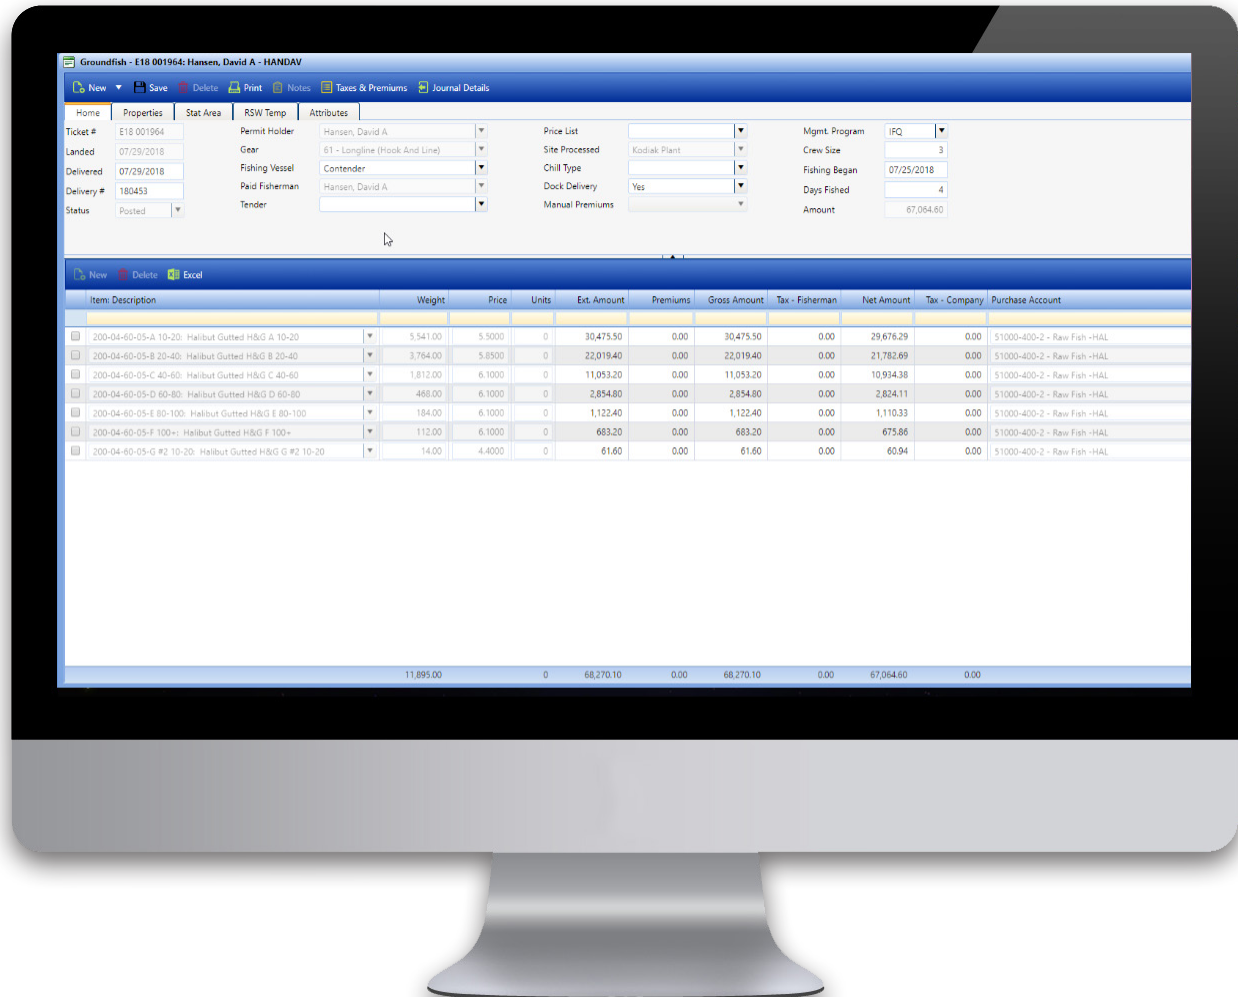 Groundfish - E18 001964: Hansen, David A - HANDAV
New Save Delete Print Notes Taxes & Premiums Journal Details
Home Properties Stat Area RSW Temp Attributes
Ticket # E18 001964 Permit Holder Hansen, David A Price List Mgmt. Program IFQ
Landed 07/29/2018 Gear 61 - Longline (Hook And Line) Site Processed Kodiak Plant Crew Size 3
Delivered 07/29/2018 Fishing Vessel Contender Chill Type Fishing Began 07/25/2018
Delivery # 180453 Paid Fisherman Hansen, David A Dock Delivery Yes Days Fished 4
Status Posted Tender Manual Premiums Amount 67,064.60
New Delete Excel
Item: Description Weight Price Units Ext. Amount Premiums Gross Amount Tax - Fisherman Net Amount Tax - Company Purchase Account
200-04-60-05-A 10-20: Halibut Gutted H&G A 10-20 5,541.00 5.5000 0 30,475.50 0.00 30,475.50 0.00 29,676.29 0.00 51000-400-2 - Raw Fish -HAL
200-04-60-05-B 20-40: Halibut Gutted H&G B 20-40 3,764.00 5.8500 0 22,019.40 0.00 22,019.40 0.00 21,782.69 0.00 51000-400-2 - Raw Fish -HAL
200-04-60-05-C 40-60: Halibut Gutted H&G C 40-60 1,812.00 6.1000 0 11,053.20 0.00 11,053.20 0.00 10,934.38 0.00 51000-400-2 - Raw Fish -HAL
200-04-60-05-D 60-80: Halibut Gutted H&G D 60-80 468.00 6.1000 0 2,854.80 0.00 2,854.80 0.00 2,824.11 0.00 51000-400-2 - Raw Fish -HAL
200-04-60-05-E 80-100: Halibut Gutted H&G E 80-100 184.00 6.1000 0 1,122.40 0.00 1,122.40 0.00 1,110.33 0.00 51000-400-2 - Raw Fish -HAL
200-04-60-05-F 100+: Halibut Gutted H&G F 100+ 112.00 6.1000 0 683.20 0.00 683.20 0.00 675.86 0.00 51000-400-2 - Raw Fish -HAL
200-04-60-05-G #2 10-20: Halibut Gutted H&G G #2 10-20 14.00 4.4000 0 61.60 0.00 61.60 0.00 60.94 0.00 51000-400-2 - Raw Fish -HAL
11,895.00 0 68,270.10 0.00 68,270.10 0.00 67,064.60 0.00